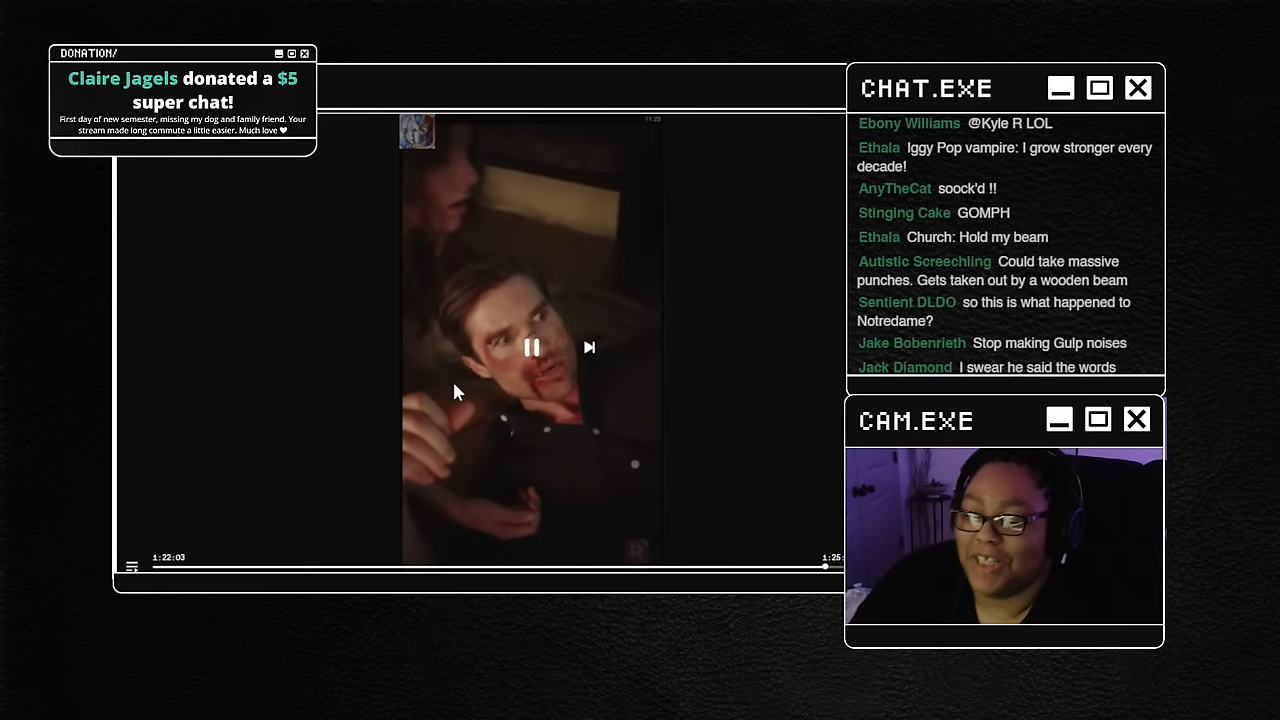 DONATION/
Claire Jagels donated a $5
super chat!
First day of new semester, missing my dog and family friend. Your
stream made long commute a little easier. Much love 🖤
11:23
1:22:03
CHAT.EXE
Ebony Williams @Kyle R LOL
Ethala Iggy Pop vampire: I grow stronger every
decade!
AnyTheCat soock'd !!
Stinging Cake GOMPH
Ethala Church: Hold my beam
Autistic Screechling Could take massive
punches. Gets taken out by a wooden beam
Sentient DLDO so this is what happened to
Notredame?
Jake Bobenrieth Stop making Gulp noises
Jack Diamond I swear he said the words
CAM.EXE